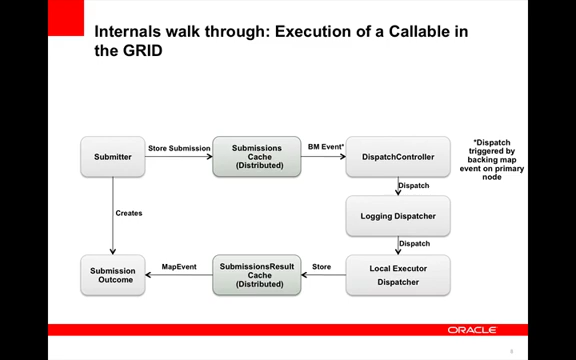 Internals walk through: Execution of a Callable in
the GRID
Submitter
Store Submission
Submissions
Cache
(Distributed)
BM Event*
DispatchController
*Dispatch
triggered by
backing map
event on primary
node
Dispatch
Creates
Logging Dispatcher
Dispatch
Submission
Outcome
MapEvent
SubmissionsResult
Cache
(Distributed)
Store
Local Executor
Dispatcher
ORACLE